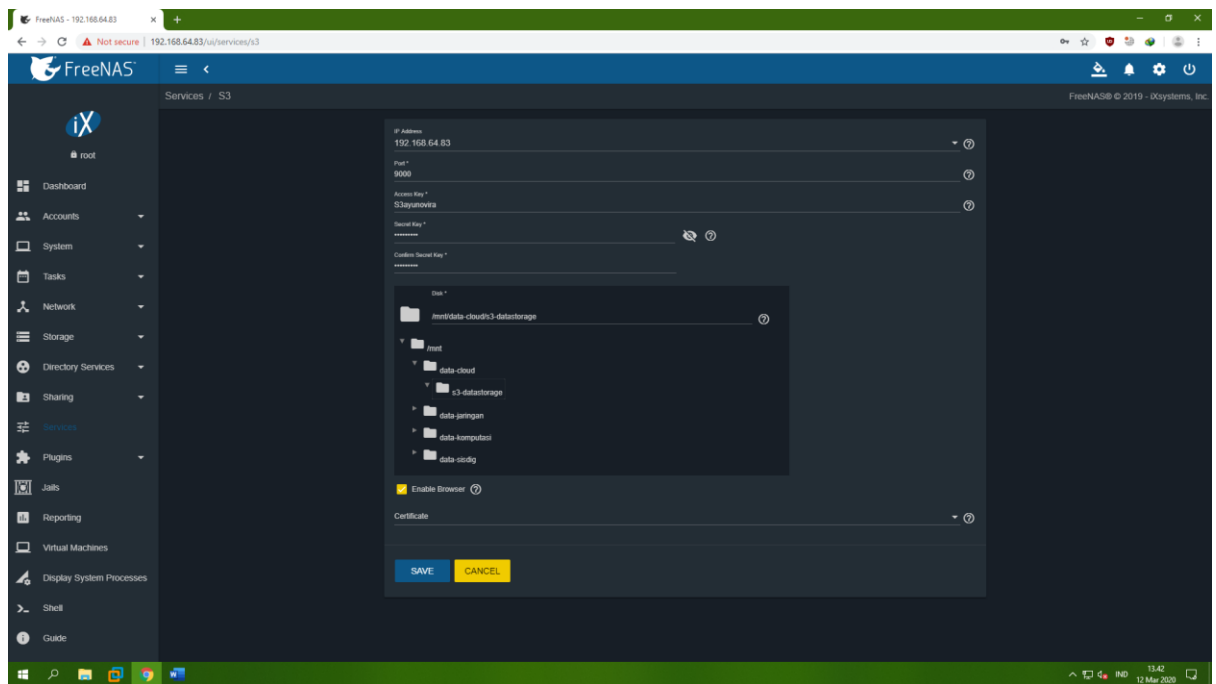 FreeNAS - 192.168.64.83
Not secure | 192.168.64.83/ui/services/s3
FreeNAS
Services / S3
FreeNAS® © 2019 - iXsystems, Inc.
iX
root
Dashboard
Accounts
System
Tasks
Network
Storage
Directory Services
Sharing
Services
Plugins
Jails
Reporting
Virtual Machines
Display System Processes
Shell
Guide
IP Address
192.168.64.83
Port *
9000
Access Key *
S3ayunovira
Secret Key *
•••••••••
Confirm Secret Key *
•••••••••
Disk *
/mnt/data-cloud/s3-datastorage
/mnt
data-cloud
s3-datastorage
data-jaringan
data-komputasi
data-sisdig
Enable Browser
Certificate
SAVE CANCEL
IND
13.42
12 Mar 2020